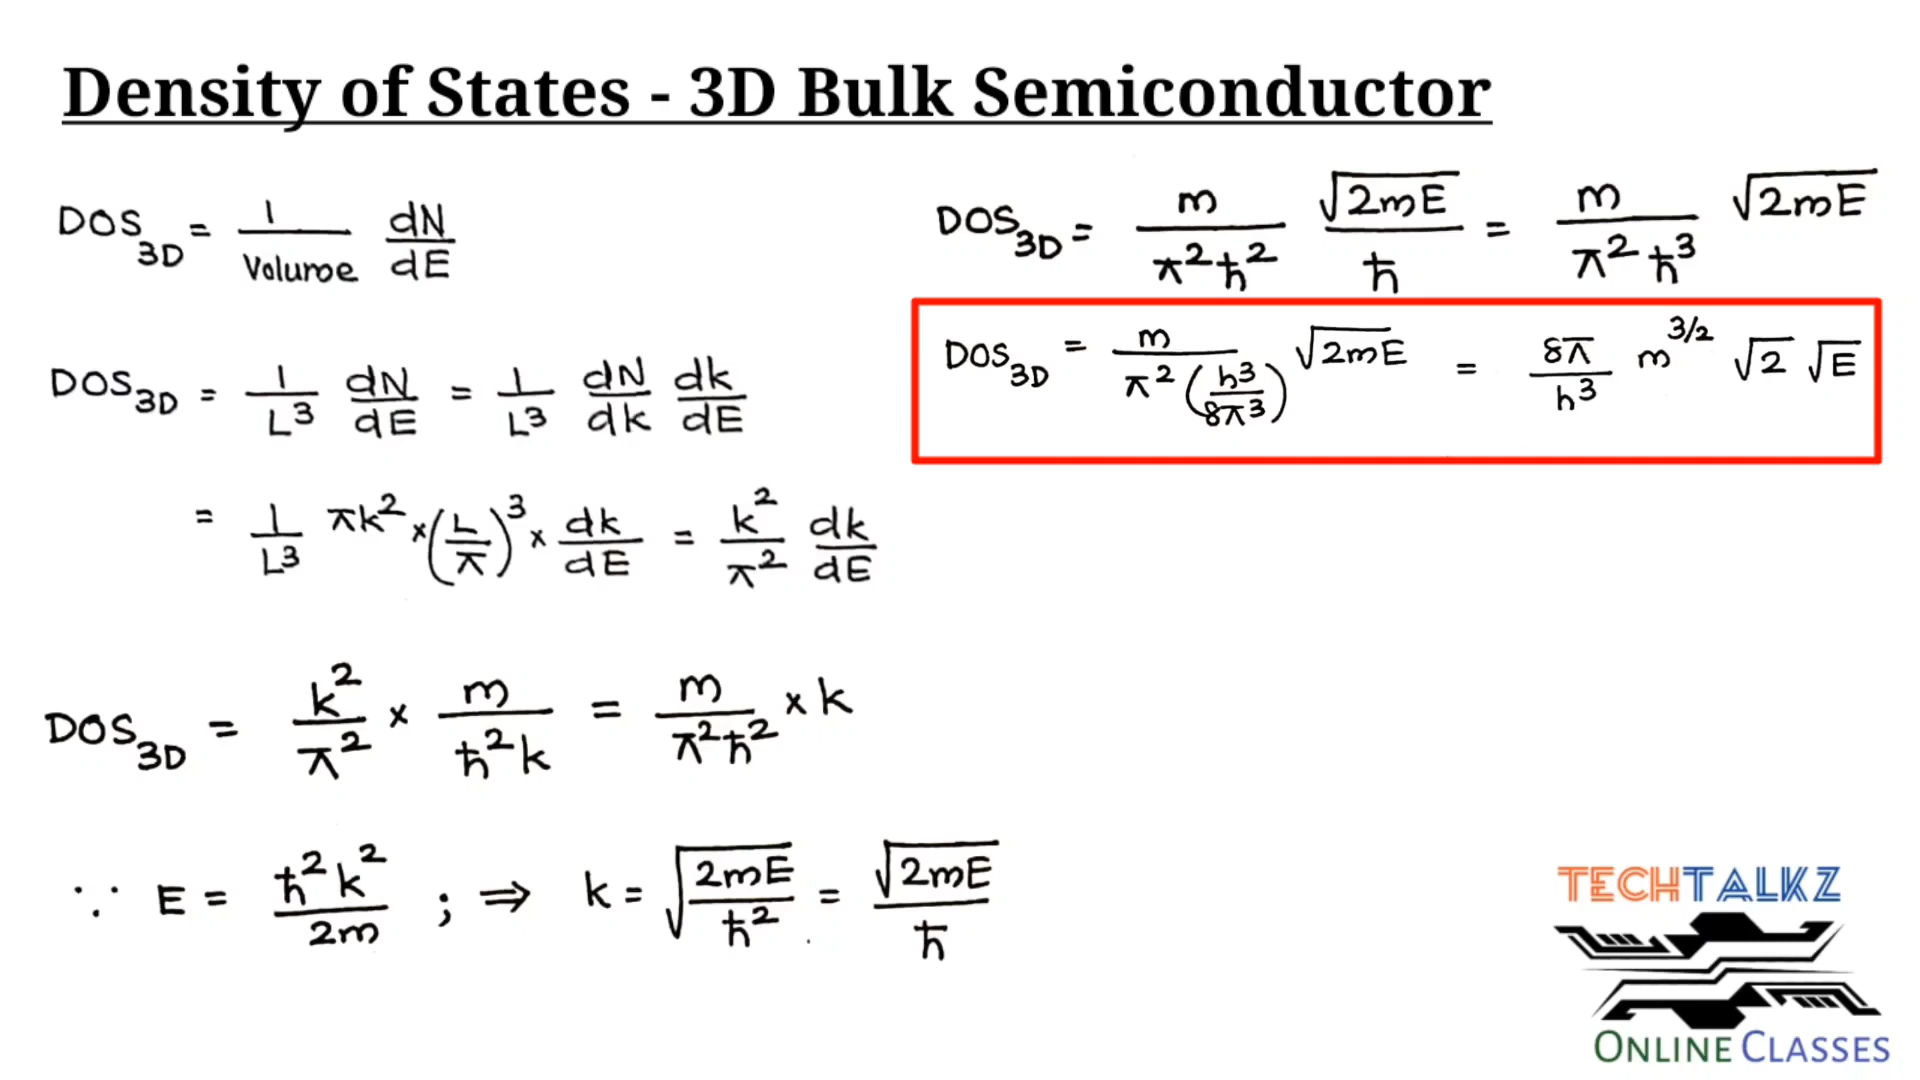 Density of States - 3D Bulk Semiconductor
DOS₃D = 1/Volume dN/dE
DOS₃D = 1/L³ dN/dE = 1/L³ dN/dk dk/dE
= 1/L³ πk² × (L/π)³ × dk/dE = k²/π² dk/dE
DOS₃D = k²/π² × m/(ħ²k) = m/(π²ħ²) × k
∵ E = ħ²k²/2m ; ⇒ k = √(2mE/ħ²) = √(2mE)/ħ
DOS₃D = m/(π²ħ²) √(2mE)/ħ = m/(π²ħ³) √(2mE)
DOS₃D = m/(π²(h³/8π³)) √(2mE) = 8π/h³ m^(3/2) √2 √E
TECHTALKZ
ONLINE CLASSES